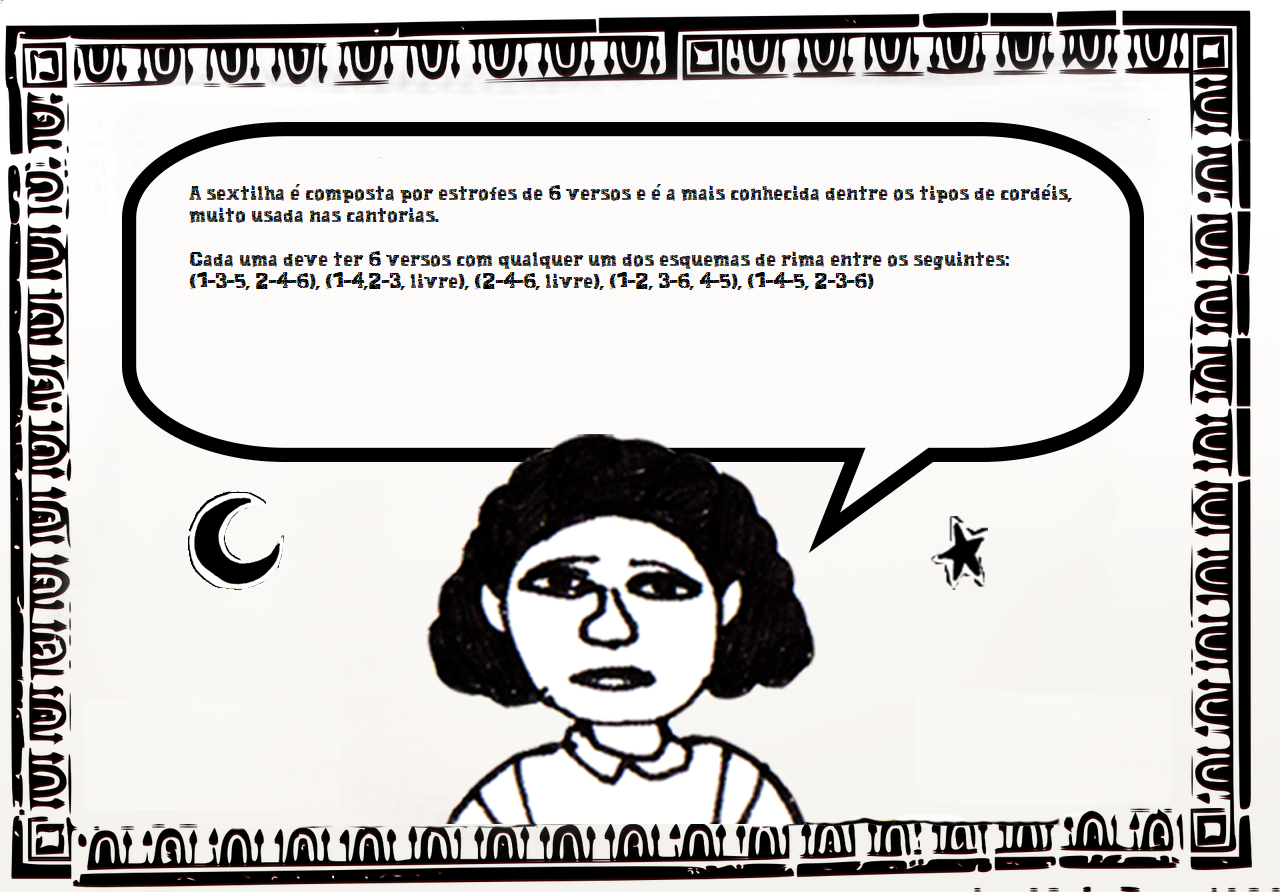 A sextilha é composta por estrofes de 6 versos e é a mais conhecida dentre os tipos de cordéis,
muito usada nas cantorias.
Cada uma deve ter 6 versos com qualquer um dos esquemas de rima entre os seguintes:
(1-3-5, 2-4-6), (1-4,2-3, livre), (2-4-6, livre), (1-2, 3-6, 4-5), (1-4-5, 2-3-6)